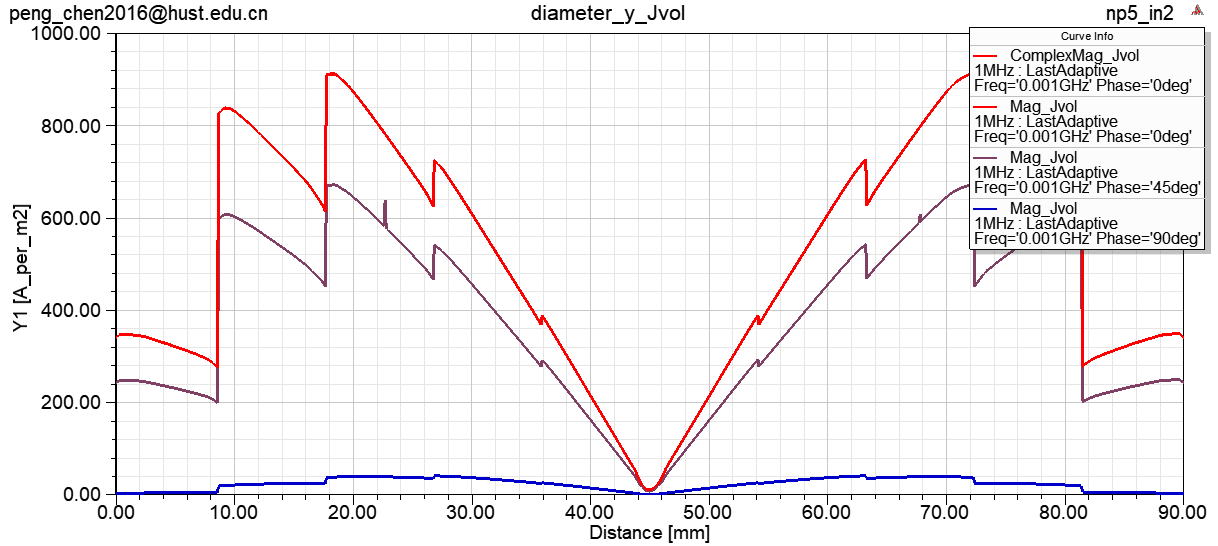 peng_chen2016@hust.edu.cn
diameter_y_Jvol
np5_in2
Curve Info
ComplexMag_Jvol
1MHz : LastAdaptive
Freq='0.001GHz' Phase='0deg'
Mag_Jvol
1MHz : LastAdaptive
Freq='0.001GHz' Phase='0deg'
Mag_Jvol
1MHz : LastAdaptive
Freq='0.001GHz' Phase='45deg'
Mag_Jvol
1MHz : LastAdaptive
Freq='0.001GHz' Phase='90deg'
Y1 [A_per_m2]
1000.00
800.00
600.00
400.00
200.00
0.00
0.00 10.00 20.00 30.00 40.00 50.00 60.00 70.00 80.00 90.00
Distance [mm]